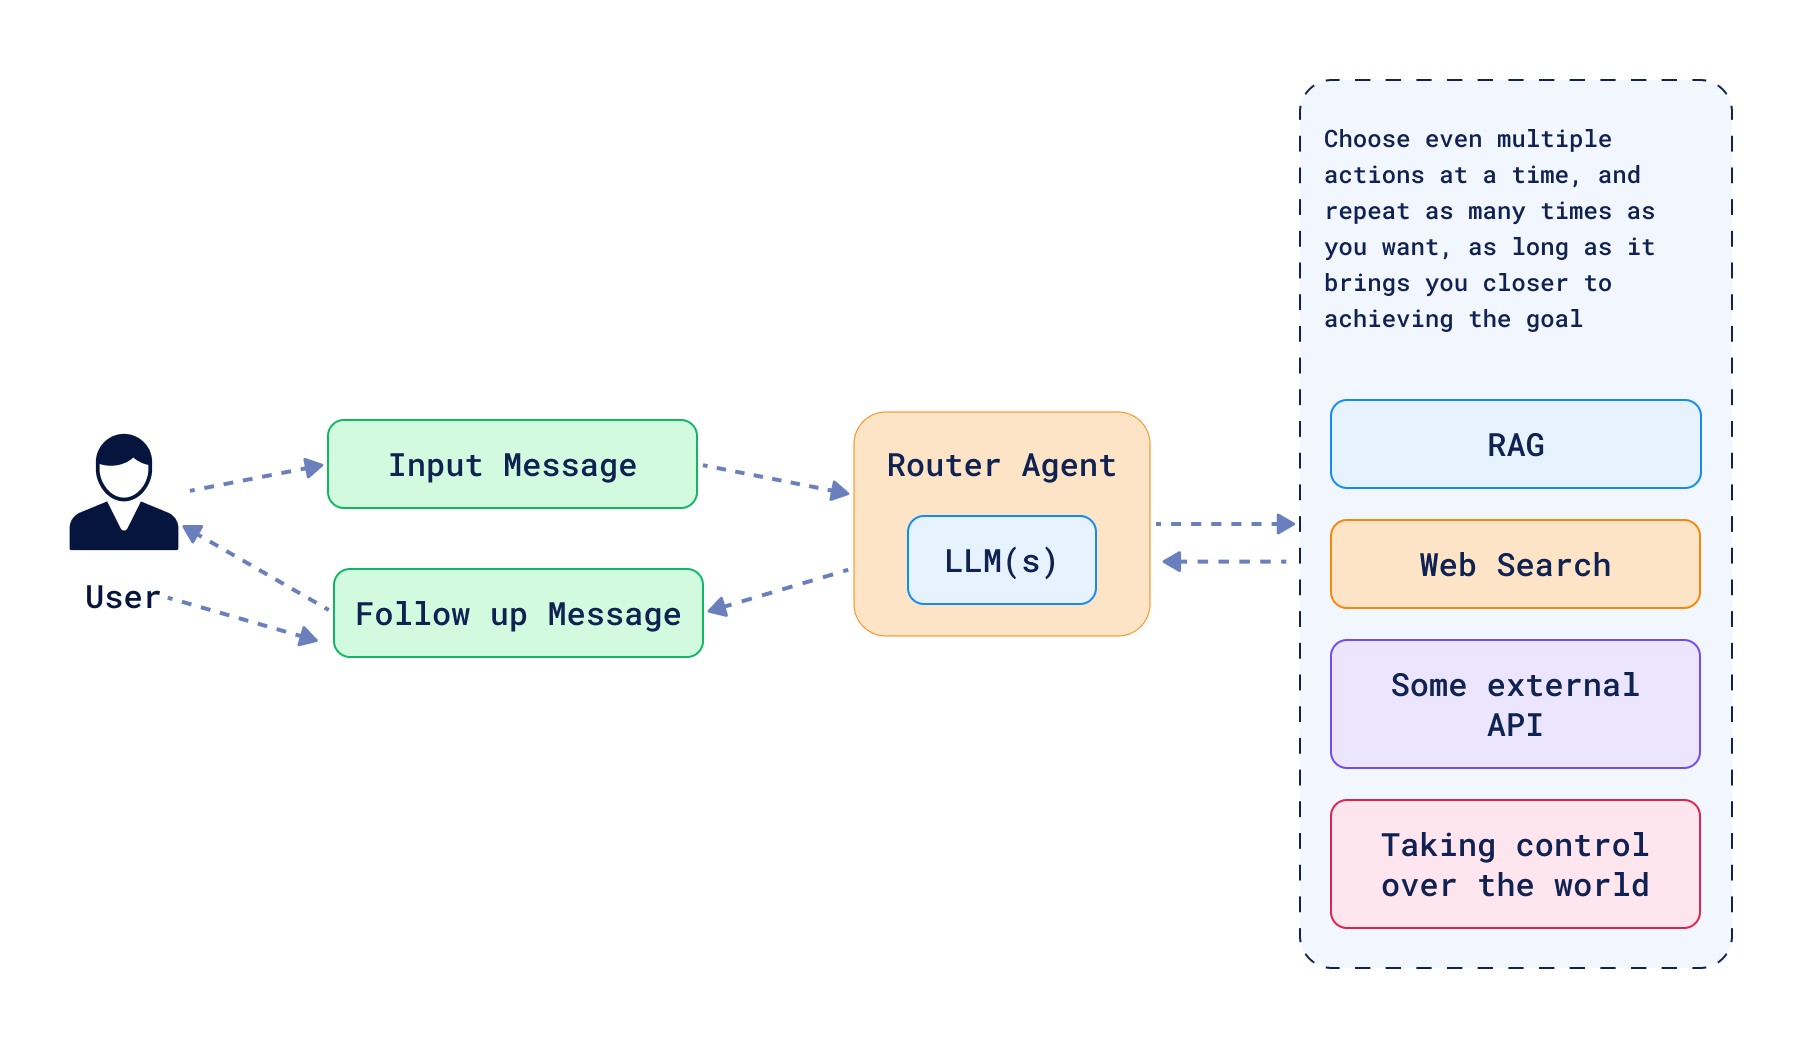 User
Input Message
Follow up Message
Router Agent
LLM(s)
Choose even multiple
actions at a time, and
repeat as many times as
you want, as long as it
brings you closer to
achieving the goal
RAG
Web Search
Some external
API
Taking control
over the world